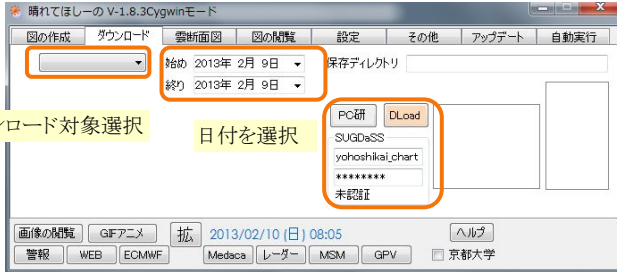 晴れてほしーの V-1.8.3Cygwinモード
図の作成 ダウンロード 雲断面図 図の閲覧 設定 その他 アップデート 自動実行
始め 2013年 2月 9日 保存ディレクトリ
終り 2013年 2月 9日
ンロード対象選択
日付を選択
PC研 DLoad
SUGDaSS
yohoshikai_chart
********
未認証
画像の閲覧 GIFアニメ 拡 2013/02/10 (日) 08:05 ヘルプ
警報 WEB ECMWF Medaca レーダー MSM GPV 京都大学